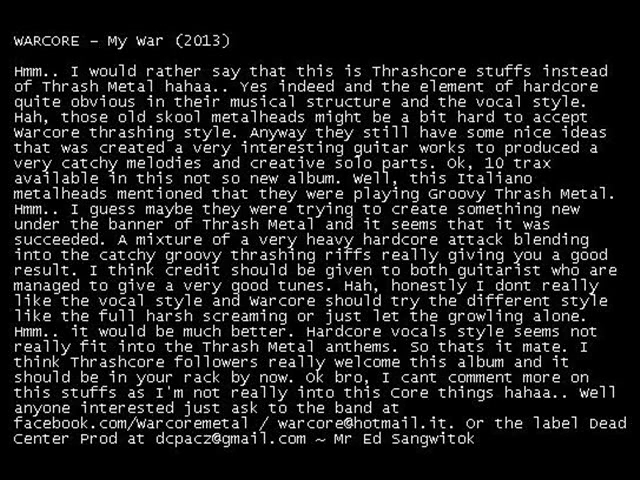 WARCORE – My War (2013)
Hmm.. I would rather say that this is Thrashcore stuffs instead
of Thrash Metal hahaa.. Yes indeed and the element of hardcore
quite obvious in their musical structure and the vocal style.
Hah, those old skool metalheads might be a bit hard to accept
Warcore thrashing style. Anyway they still have some nice ideas
that was created a very interesting guitar works to produced a
very catchy melodies and creative solo parts. Ok, 10 trax
available in this not so new album. Well, this Italiano
metalheads mentioned that they were playing Groovy Thrash Metal.
Hmm.. I guess maybe they were trying to create something new
under the banner of Thrash Metal and it seems that it was
succeeded. A mixture of a very heavy hardcore attack blending
into the catchy groovy thrashing riffs really giving you a good
result. I think credit should be given to both guitarist who are
managed to give a very good tunes. Hah, honestly I dont really
like the vocal style and Warcore should try the different style
like the full harsh screaming or just let the growling alone.
Hmm.. it would be much better. Hardcore vocals style seems not
really fit into the Thrash Metal anthems. So thats it mate. I
think Thrashcore followers really welcome this album and it
should be in your rack by now. Ok bro, I cant comment more on
this stuffs as I'm not really into this Core things hahaa.. Well
anyone interested just ask to the band at
facebook.com/Warcoremetal / warcore@hotmail.it. Or the label Dead
Center Prod at dcpacz@gmail.com ~ Mr Ed Sangwitok